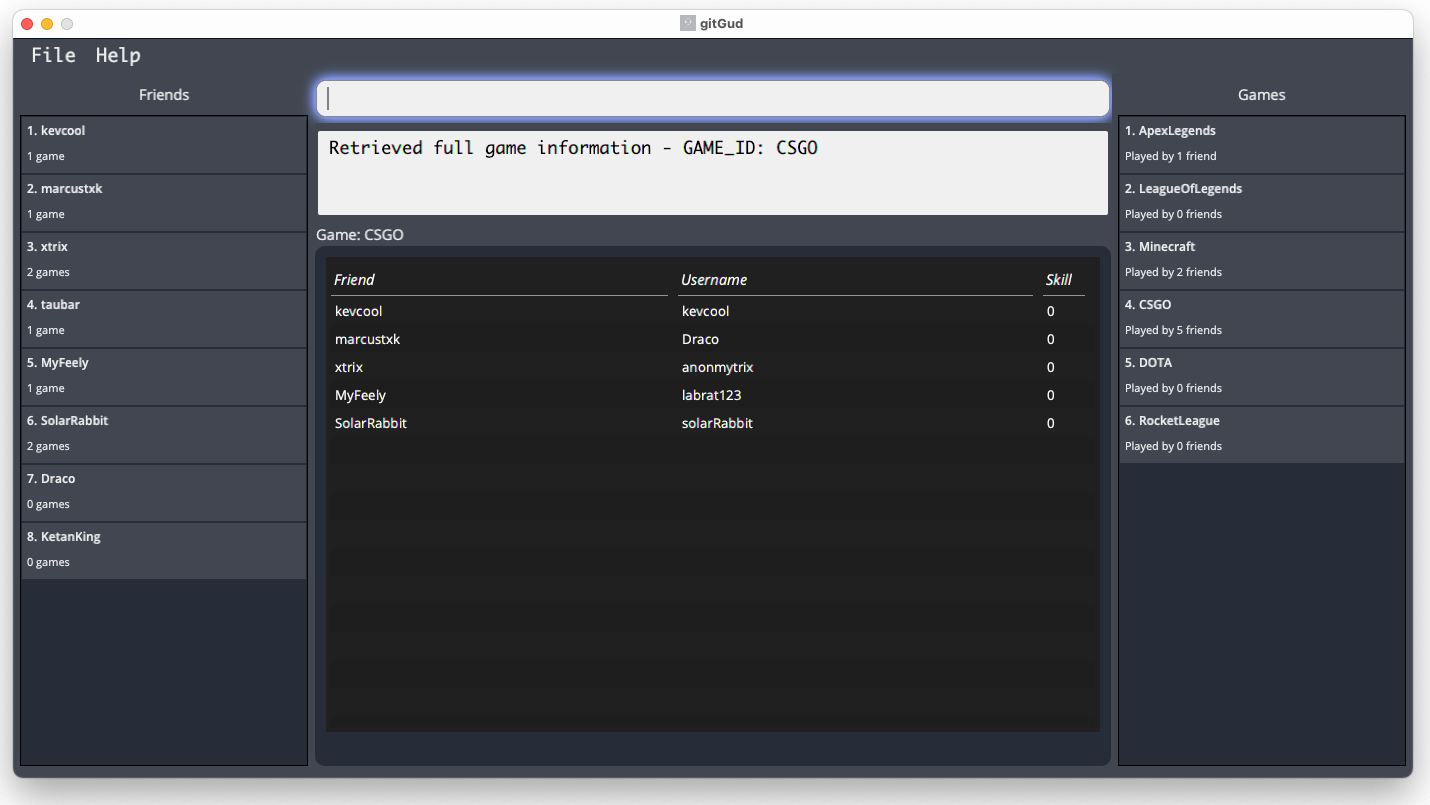 gitGud
File Help
Friends
1. kevcool
1 game
2. marcustxk
1 game
3. xtrix
2 games
4. taubar
1 game
5. MyFeely
1 game
6. SolarRabbit
2 games
7. Draco
0 games
8. KetanKing
0 games
Retrieved full game information - GAME_ID: CSGO
Game: CSGO
Friend Username Skill
kevcool kevcool 0
marcustxk Draco 0
xtrix anonmytrix 0
MyFeely labrat123 0
SolarRabbit solarRabbit 0
Games
1. ApexLegends
Played by 1 friend
2. LeagueOfLegends
Played by 0 friends
3. Minecraft
Played by 2 friends
4. CSGO
Played by 5 friends
5. DOTA
Played by 0 friends
6. RocketLeague
Played by 0 friends